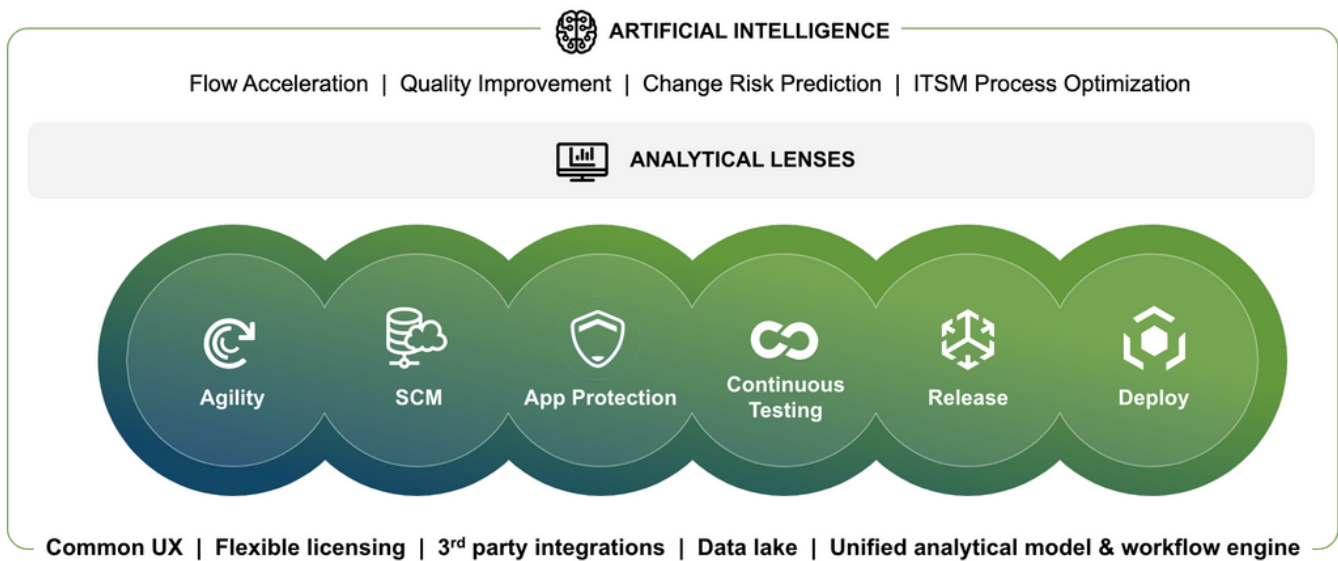 ARTIFICIAL INTELLIGENCE
Flow Acceleration | Quality Improvement | Change Risk Prediction | ITSM Process Optimization
ANALYTICAL LENSES
Agility
SCM
App Protection
Continuous
Testing
Release
Deploy
Common UX | Flexible licensing | 3rd party integrations | Data lake | Unified analytical model & workflow engine